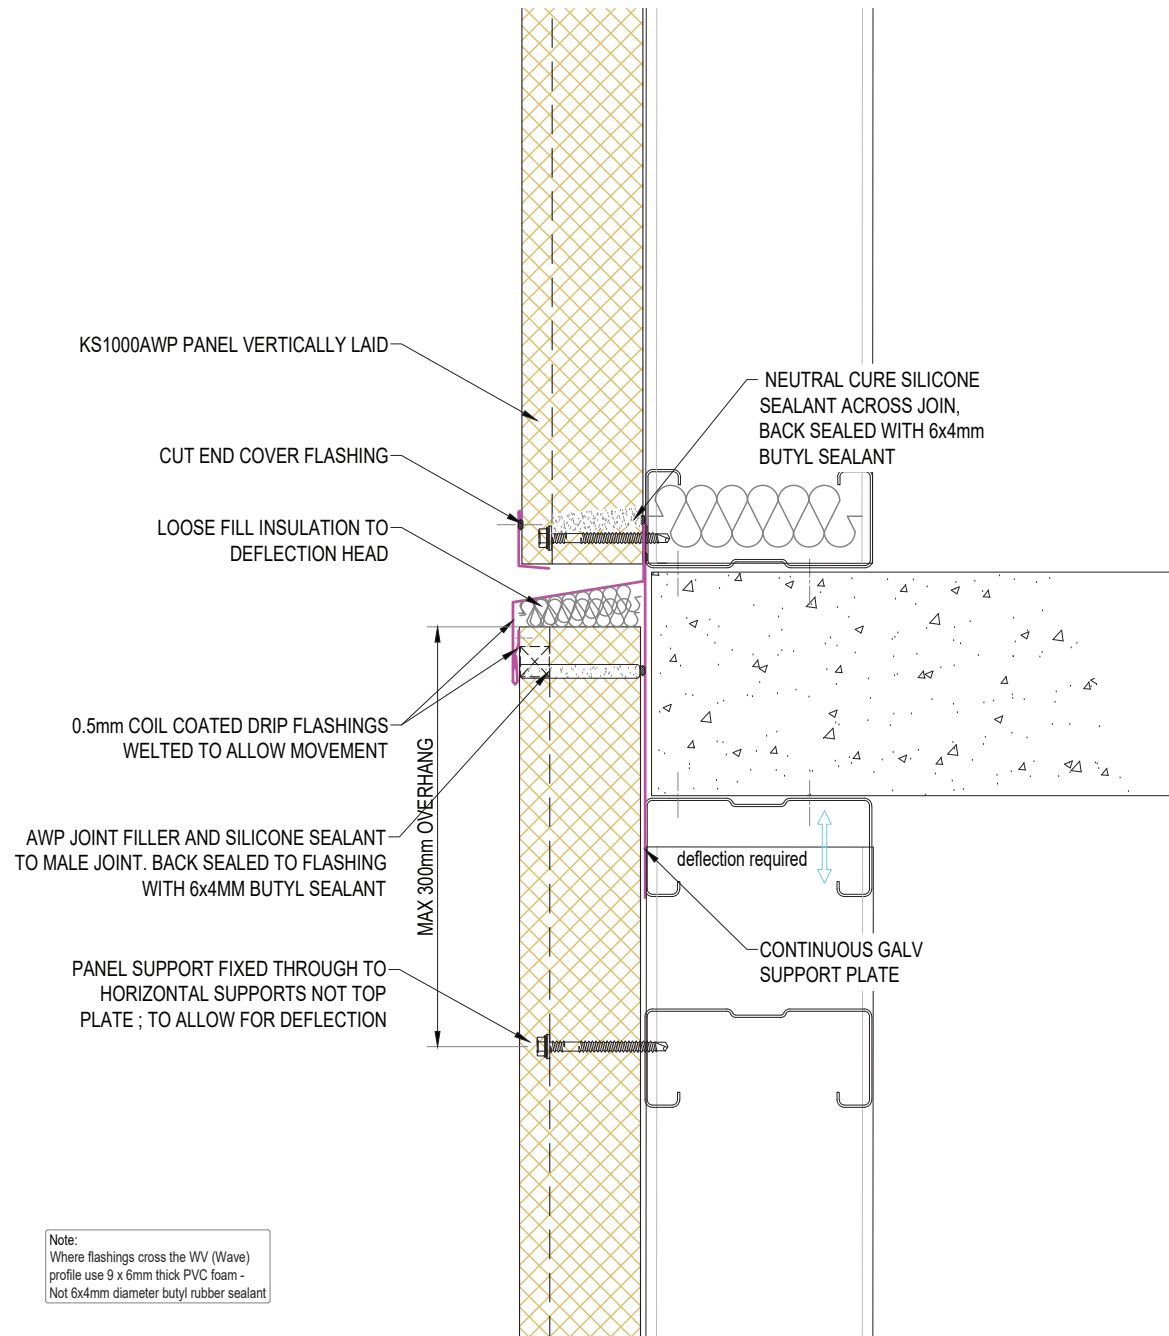 KS1000AWP PANEL VERTICALLY LAID
NEUTRAL CURE SILICONE
SEALANT ACROSS JOIN,
BACK SEALED WITH 6x4mm
BUTYL SEALANT
CUT END COVER FLASHING
LOOSE FILL INSULATION TO
DEFLECTION HEAD
0.5mm COIL COATED DRIP FLASHINGS
WELTED TO ALLOW MOVEMENT
MAX 300mm OVERHANG
AWP JOINT FILLER AND SILICONE SEALANT
TO MALE JOINT. BACK SEALED TO FLASHING
WITH 6x4MM BUTYL SEALANT
deflection required
CONTINUOUS GALV
SUPPORT PLATE
PANEL SUPPORT FIXED THROUGH TO
HORIZONTAL SUPPORTS NOT TOP
PLATE ; TO ALLOW FOR DEFLECTION
Note:
Where flashings cross the WV (Wave)
profile use 9 x 6mm thick PVC foam -
Not 6x4mm diameter butyl rubber sealant